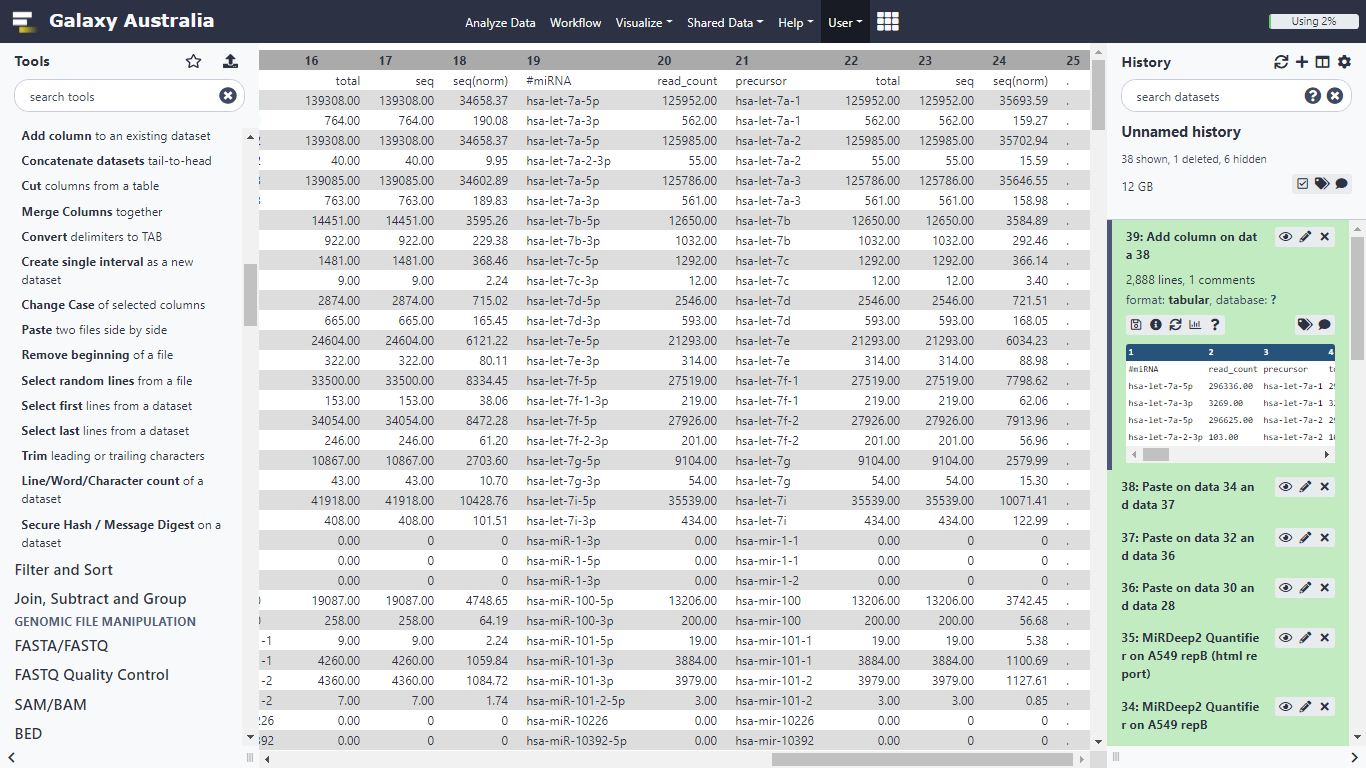 Galaxy Australia
Analyze Data Workflow Visualize Shared Data Help User
Using 2%
Tools
search tools
Add column to an existing dataset
Concatenate datasets tail-to-head
Cut columns from a table
Merge Columns together
Convert delimiters to TAB
Create single interval as a new
dataset
Change Case of selected columns
Paste two files side by side
Remove beginning of a file
Select random lines from a file
Select first lines from a dataset
Select last lines from a dataset
Trim leading or trailing characters
Line/Word/Character count of a
dataset
Secure Hash / Message Digest on a
dataset
Filter and Sort
Join, Subtract and Group
GENOMIC FILE MANIPULATION
FASTA/FASTQ
FASTQ Quality Control
SAM/BAM
BED
16 17 18 19 20 21 22 23 24 25
total seq seq(norm) #miRNA read_count precursor total seq seq(norm) .
139308.00 139308.00 34658.37 hsa-let-7a-5p 125952.00 hsa-let-7a-1 125952.00 125952.00 35693.59 .
764.00 764.00 190.08 hsa-let-7a-3p 562.00 hsa-let-7a-1 562.00 562.00 159.27 .
139308.00 139308.00 34658.37 hsa-let-7a-5p 125985.00 hsa-let-7a-2 125985.00 125985.00 35702.94 .
40.00 40.00 9.95 hsa-let-7a-2-3p 55.00 hsa-let-7a-2 55.00 55.00 15.59 .
139085.00 139085.00 34602.89 hsa-let-7a-5p 125786.00 hsa-let-7a-3 125786.00 125786.00 35646.55 .
763.00 763.00 189.83 hsa-let-7a-3p 561.00 hsa-let-7a-3 561.00 561.00 158.98 .
14451.00 14451.00 3595.26 hsa-let-7b-5p 12650.00 hsa-let-7b 12650.00 12650.00 3584.89 .
922.00 922.00 229.38 hsa-let-7b-3p 1032.00 hsa-let-7b 1032.00 1032.00 292.46 .
1481.00 1481.00 368.46 hsa-let-7c-5p 1292.00 hsa-let-7c 1292.00 1292.00 366.14 .
9.00 9.00 2.24 hsa-let-7c-3p 12.00 hsa-let-7c 12.00 12.00 3.40 .
2874.00 2874.00 715.02 hsa-let-7d-5p 2546.00 hsa-let-7d 2546.00 2546.00 721.51 .
665.00 665.00 165.45 hsa-let-7d-3p 593.00 hsa-let-7d 593.00 593.00 168.05 .
24604.00 24604.00 6121.22 hsa-let-7e-5p 21293.00 hsa-let-7e 21293.00 21293.00 6034.23 .
322.00 322.00 80.11 hsa-let-7e-3p 314.00 hsa-let-7e 314.00 314.00 88.98 .
33500.00 33500.00 8334.45 hsa-let-7f-5p 27519.00 hsa-let-7f-1 27519.00 27519.00 7798.62 .
153.00 153.00 38.06 hsa-let-7f-1-3p 219.00 hsa-let-7f-1 219.00 219.00 62.06 .
34054.00 34054.00 8472.28 hsa-let-7f-5p 27926.00 hsa-let-7f-2 27926.00 27926.00 7913.96 .
246.00 246.00 61.20 hsa-let-7f-2-3p 201.00 hsa-let-7f-2 201.00 201.00 56.96 .
10867.00 10867.00 2703.60 hsa-let-7g-5p 9104.00 hsa-let-7g 9104.00 9104.00 2579.99 .
43.00 43.00 10.70 hsa-let-7g-3p 54.00 hsa-let-7g 54.00 54.00 15.30 .
41918.00 41918.00 10428.76 hsa-let-7i-5p 35539.00 hsa-let-7i 35539.00 35539.00 10071.41 .
408.00 408.00 101.51 hsa-let-7i-3p 434.00 hsa-let-7i 434.00 434.00 122.99 .
0.00 0 0 hsa-miR-1-3p 0.00 hsa-mir-1-1 0.00 0 0 .
0.00 0 0 hsa-miR-1-5p 0.00 hsa-mir-1-1 0.00 0 0 .
0.00 0 0 hsa-miR-1-3p 0.00 hsa-mir-1-2 0.00 0 0 .
19087.00 19087.00 4748.65 hsa-miR-100-5p 13206.00 hsa-mir-100 13206.00 13206.00 3742.45 .
258.00 258.00 64.19 hsa-miR-100-3p 200.00 hsa-mir-100 200.00 200.00 56.68 .
-1 9.00 9.00 2.24 hsa-miR-101-5p 19.00 hsa-mir-101-1 19.00 19.00 5.38 .
-1 4260.00 4260.00 1059.84 hsa-miR-101-3p 3884.00 hsa-mir-101-1 3884.00 3884.00 1100.69 .
-2 4360.00 4360.00 1084.72 hsa-miR-101-3p 3979.00 hsa-mir-101-2 3979.00 3979.00 1127.61 .
-2 7.00 7.00 1.74 hsa-miR-101-2-5p 3.00 hsa-mir-101-2 3.00 3.00 0.85 .
226 0.00 0 0 hsa-miR-10226 0.00 hsa-mir-10226 0.00 0 0 .
392 0.00 0 0 hsa-miR-10392-5p 0.00 hsa-mir-10392 0.00 0 0 .
History
search datasets
Unnamed history
38 shown, 1 deleted, 6 hidden
12 GB
39: Add column on dat
a 38
2,888 lines, 1 comments
format: tabular, database: ?
1 2 3 4
#miRNA read_count precursor
hsa-let-7a-5p 296336.00 hsa-let-7a-1
hsa-let-7a-3p 3269.00 hsa-let-7a-1
hsa-let-7a-5p 296625.00 hsa-let-7a-2
hsa-let-7a-2-3p 103.00 hsa-let-7a-2
38: Paste on data 34 an
d data 37
37: Paste on data 32 an
d data 36
36: Paste on data 30 an
d data 28
35: MiRDeep2 Quantifie
r on A549 repB (html re
port)
34: MiRDeep2 Quantifie
r on A549 repB